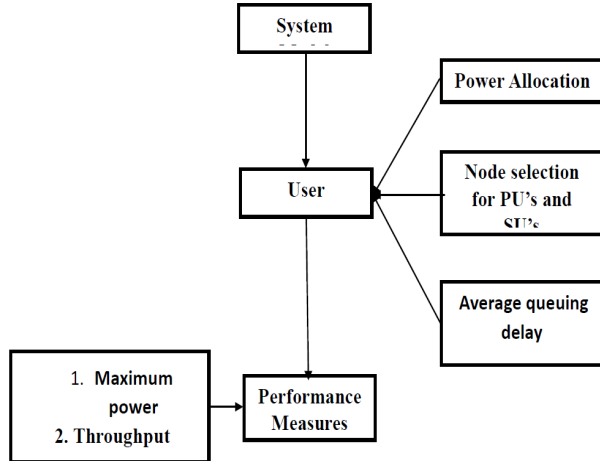 System
Power Allocation
Node selection
for PU's and
SU's
User
Average queuing
delay
1. Maximum
power
2. Throughput
Performance
Measures